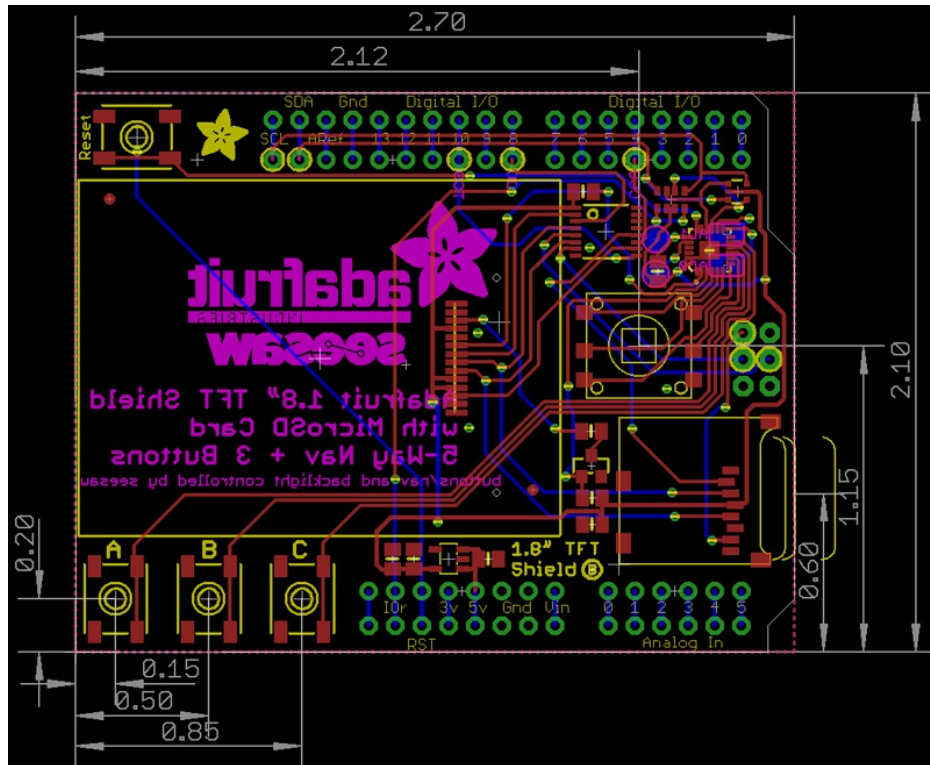 2.70
2.12
SDA Gnd Digital I/O Digital I/O
Reset
SCL ARef 13 12 11 10 9 8 7 6 5 4 3 2 1 0
adafruit
INDUSTRIES
seesaw
adafruit 1.8" TFT Shield
with MicroSD Card
5-Way Nav + 3 Buttons
buttons/nav and backlight controlled by seesaw
2.10
1.15
0.60
0.20
A B C
1.8" TFT
Shield B
IOr 3v 5v Gnd Vin 0 1 2 3 4 5
RST Analog In
0.15
0.50
0.85